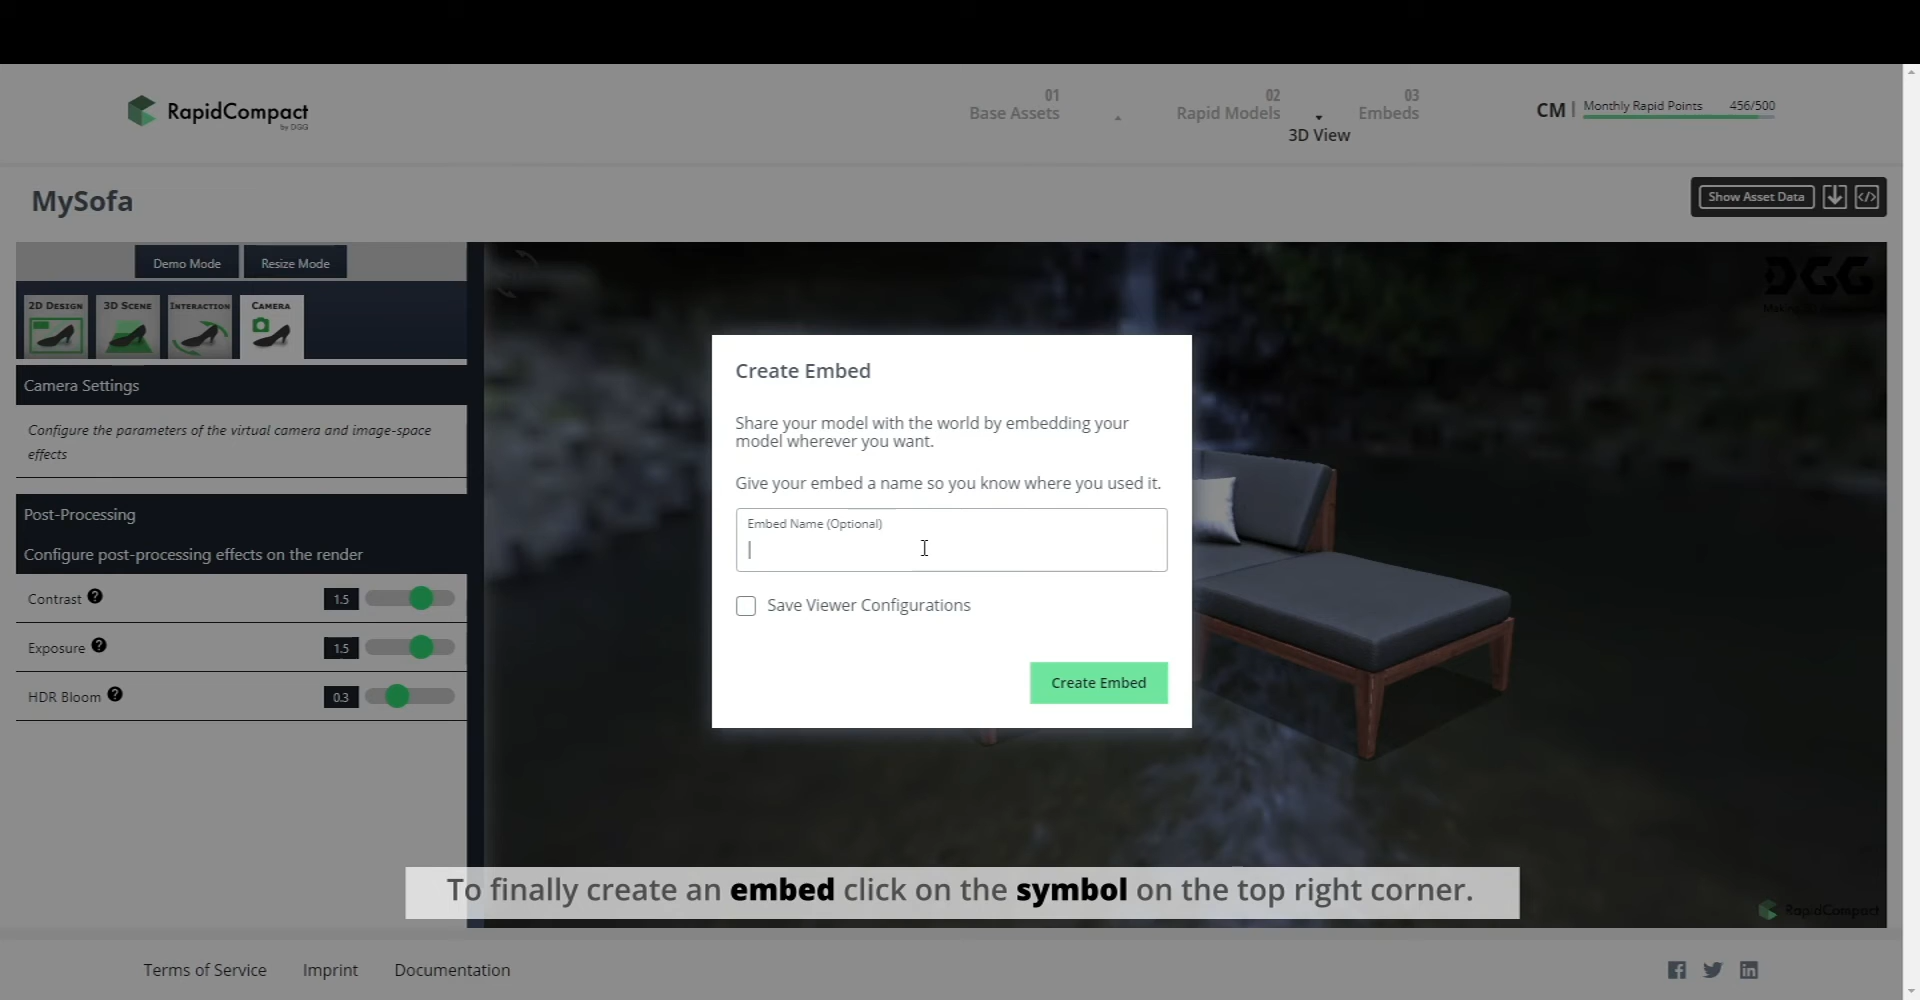 RapidCompact
by DGG
01
Base Assets
02
Rapid Models
03
Embeds
3D View
CM
Monthly Rapid Points 456/500
MySofa
Show Asset Data
</>
Demo Mode
Resize Mode
2D DESIGN
3D SCENE
INTERACTION
CAMERA
Camera Settings
Configure the parameters of the virtual camera and image-space
effects
Post-Processing
Configure post-processing effects on the render
Contrast ? 1.5
Exposure ? 1.5
HDR Bloom ? 0.3
DGG
Create Embed
Share your model with the world by embedding your
model wherever you want.
Give your embed a name so you know where you used it.
Embed Name (Optional)
Save Viewer Configurations
Create Embed
To finally create an embed click on the symbol on the top right corner.
RapidCompact
Terms of Service
Imprint
Documentation